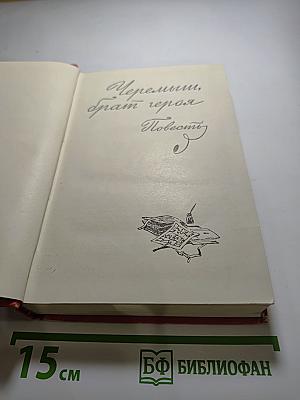 Черемыш,
брат героя
Повесть
15 см
БФ БИБЛИОФАН